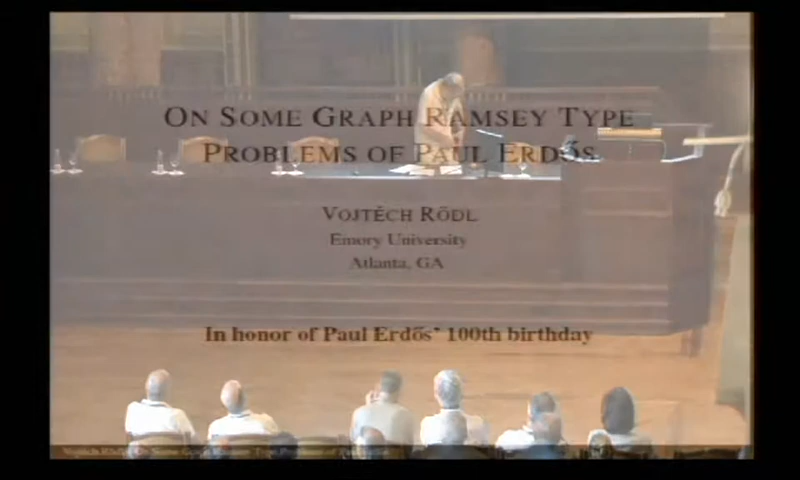 ON SOME GRAPH RAMSEY TYPE
PROBLEMS OF PAUL ERDŐS
VOJTĚCH RÖDL
Emory University
Atlanta, GA
In honor of Paul Erdős' 100th birthday